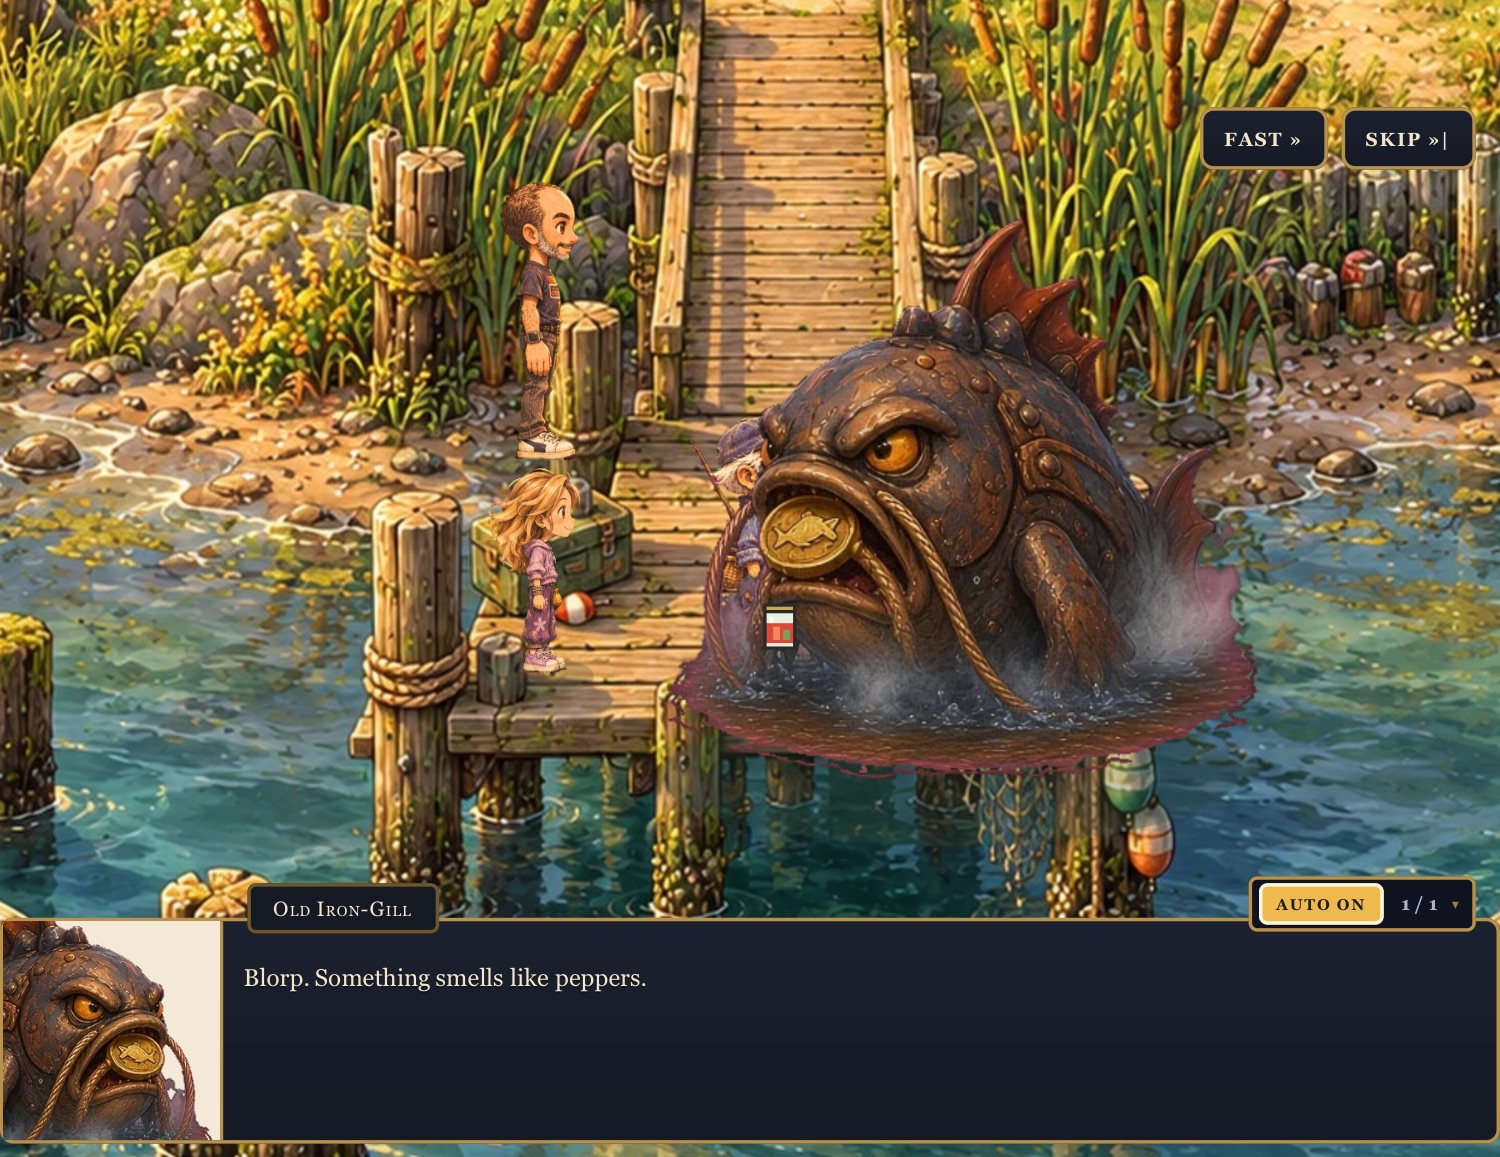 FAST »
SKIP »|
OLD IRON-GILL
AUTO ON
1 / 1 ▼
Blorp. Something smells like peppers.